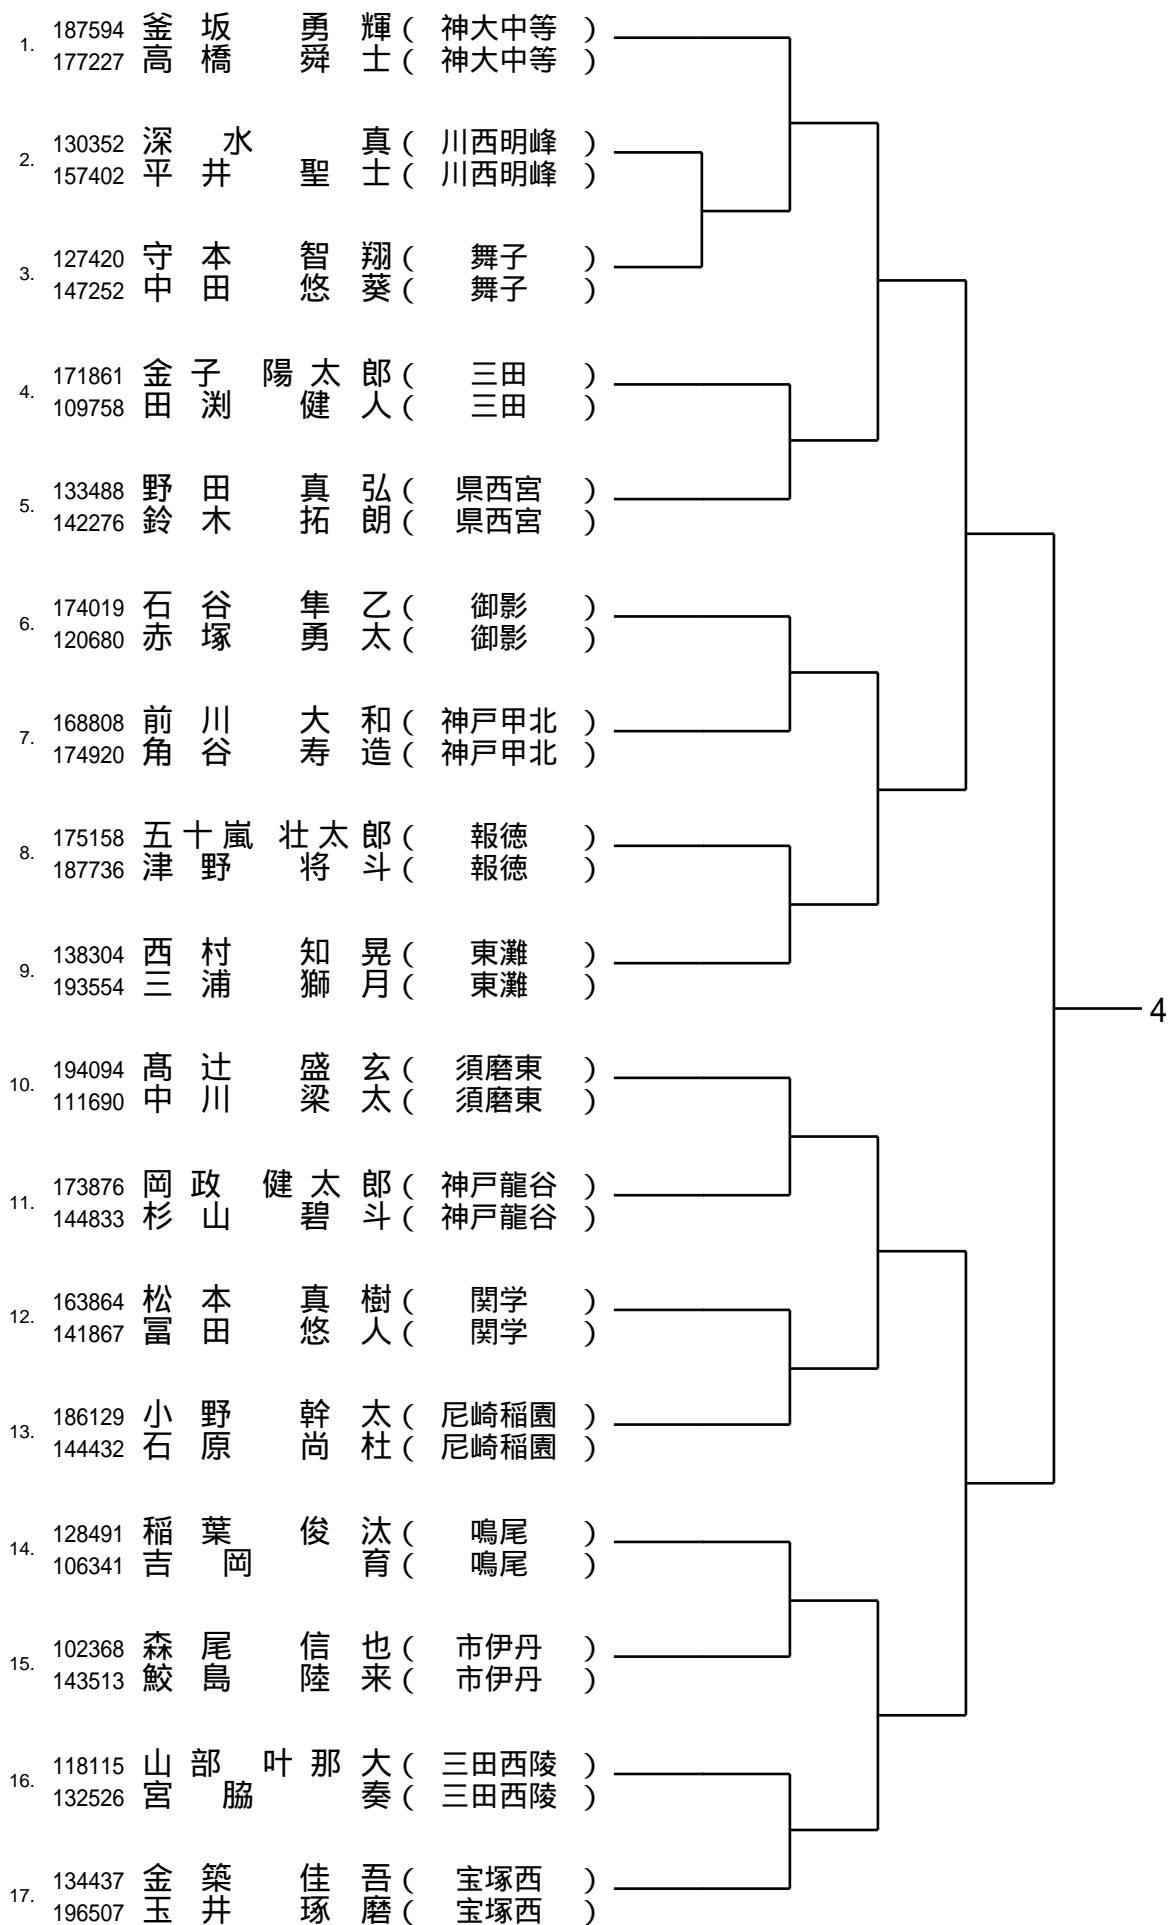 1. 187594 釜坂 勇輝 ( 神大中等 )
177227 高橋 舜士 ( 神大中等 )
2. 130352 深水 真 ( 川西明峰 )
157402 平井 聖士 ( 川西明峰 )
3. 127420 守本 智翔 ( 舞子 )
147252 中田 悠葵 ( 舞子 )
4. 171861 金子 陽太郎 ( 三田 )
109758 田渕 健人 ( 三田 )
5. 133488 野田 真弘 ( 県西宮 )
142276 鈴木 拓朗 ( 県西宮 )
6. 174019 石谷 隼乙 ( 御影 )
120680 赤塚 勇太 ( 御影 )
7. 168808 前川 大和 ( 神戸甲北 )
174920 角谷 寿造 ( 神戸甲北 )
8. 175158 五十嵐 壮太郎 ( 報徳 )
187736 津野 将斗 ( 報徳 )
9. 138304 西村 知晃 ( 東灘 )
193554 三浦 獅月 ( 東灘 )
4
10. 194094 髙辻 盛玄 ( 須磨東 )
111690 中川 梁太 ( 須磨東 )
11. 173876 岡政 健太郎 ( 神戸龍谷 )
144833 杉山 碧斗 ( 神戸龍谷 )
12. 163864 松本 真樹 ( 関学 )
141867 冨田 悠人 ( 関学 )
13. 186129 小野 幹太 ( 尼崎稲園 )
144432 石原 尚杜 ( 尼崎稲園 )
14. 128491 稲葉 俊汰 ( 鳴尾 )
106341 吉岡 育 ( 鳴尾 )
15. 102368 森尾 信也 ( 市伊丹 )
143513 鮫島 陸来 ( 市伊丹 )
16. 118115 山部 叶那大 ( 三田西陵 )
132526 宮脇 奏 ( 三田西陵 )
17. 134437 金築 佳吾 ( 宝塚西 )
196507 玉井 琢磨 ( 宝塚西 )